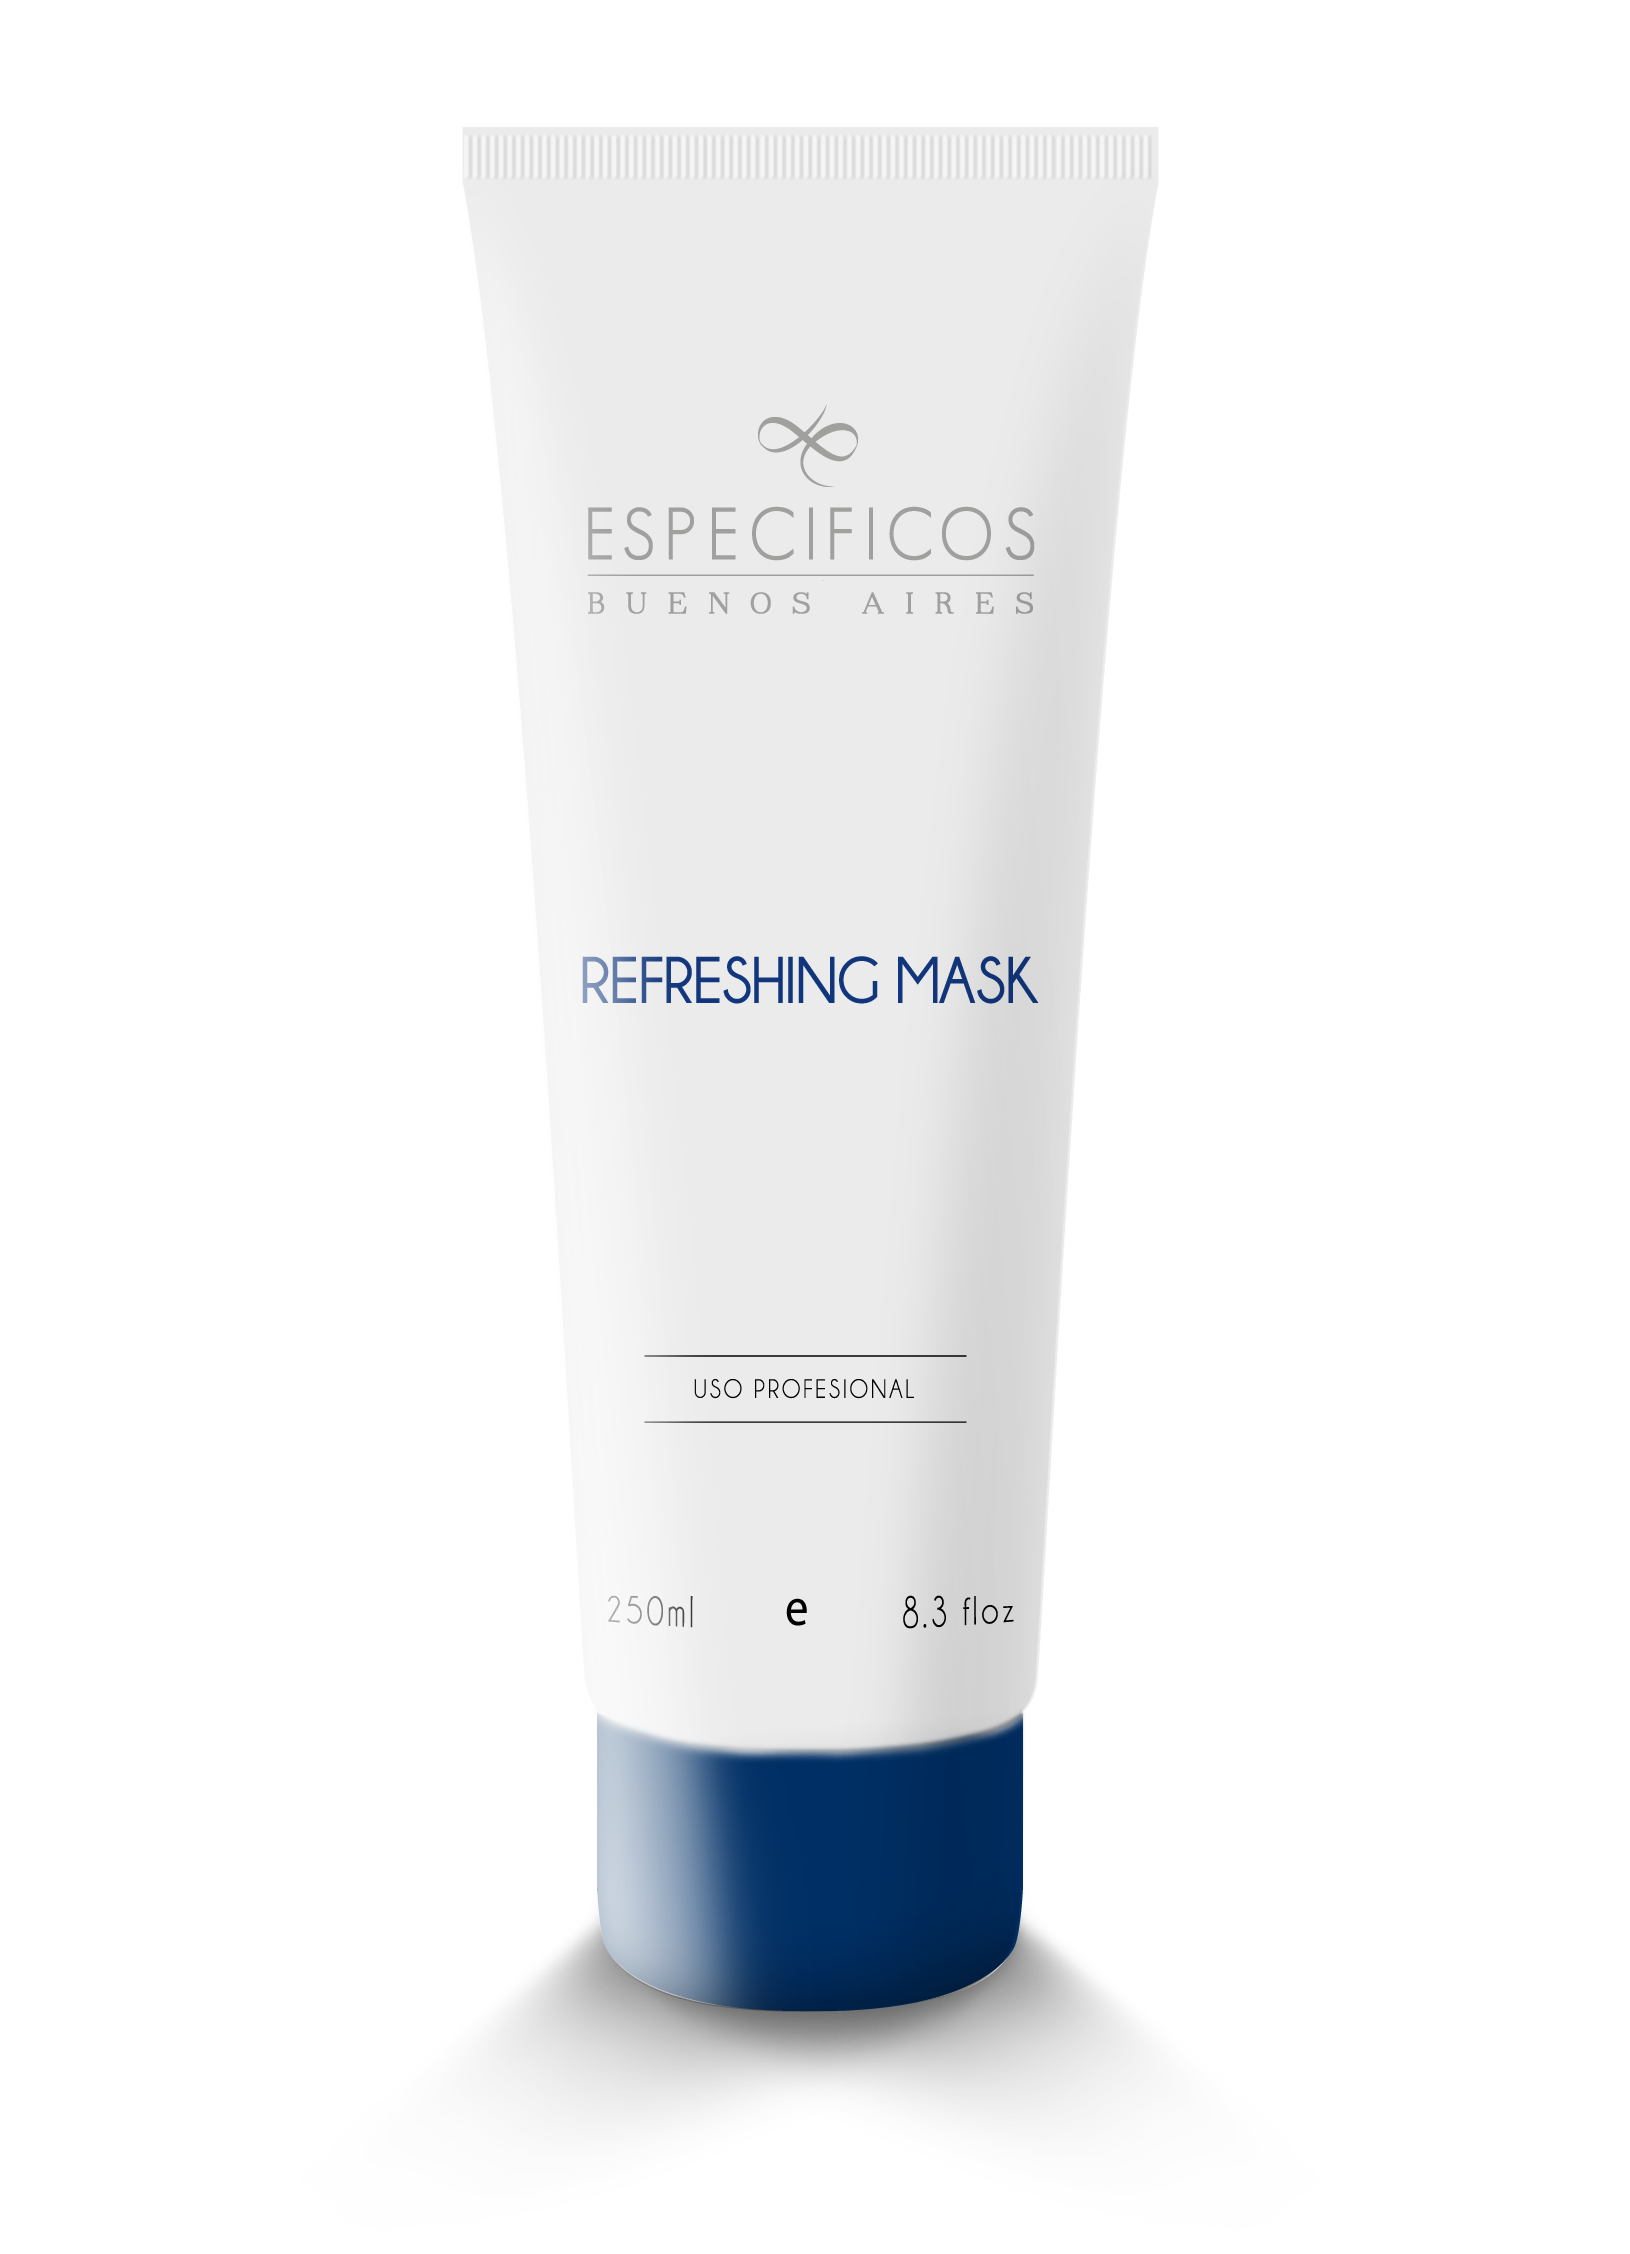 ESPECIFICOS
BUENOS AIRES
REFRESHING MASK
USO PROFESIONAL
250ml e 8.3 floz